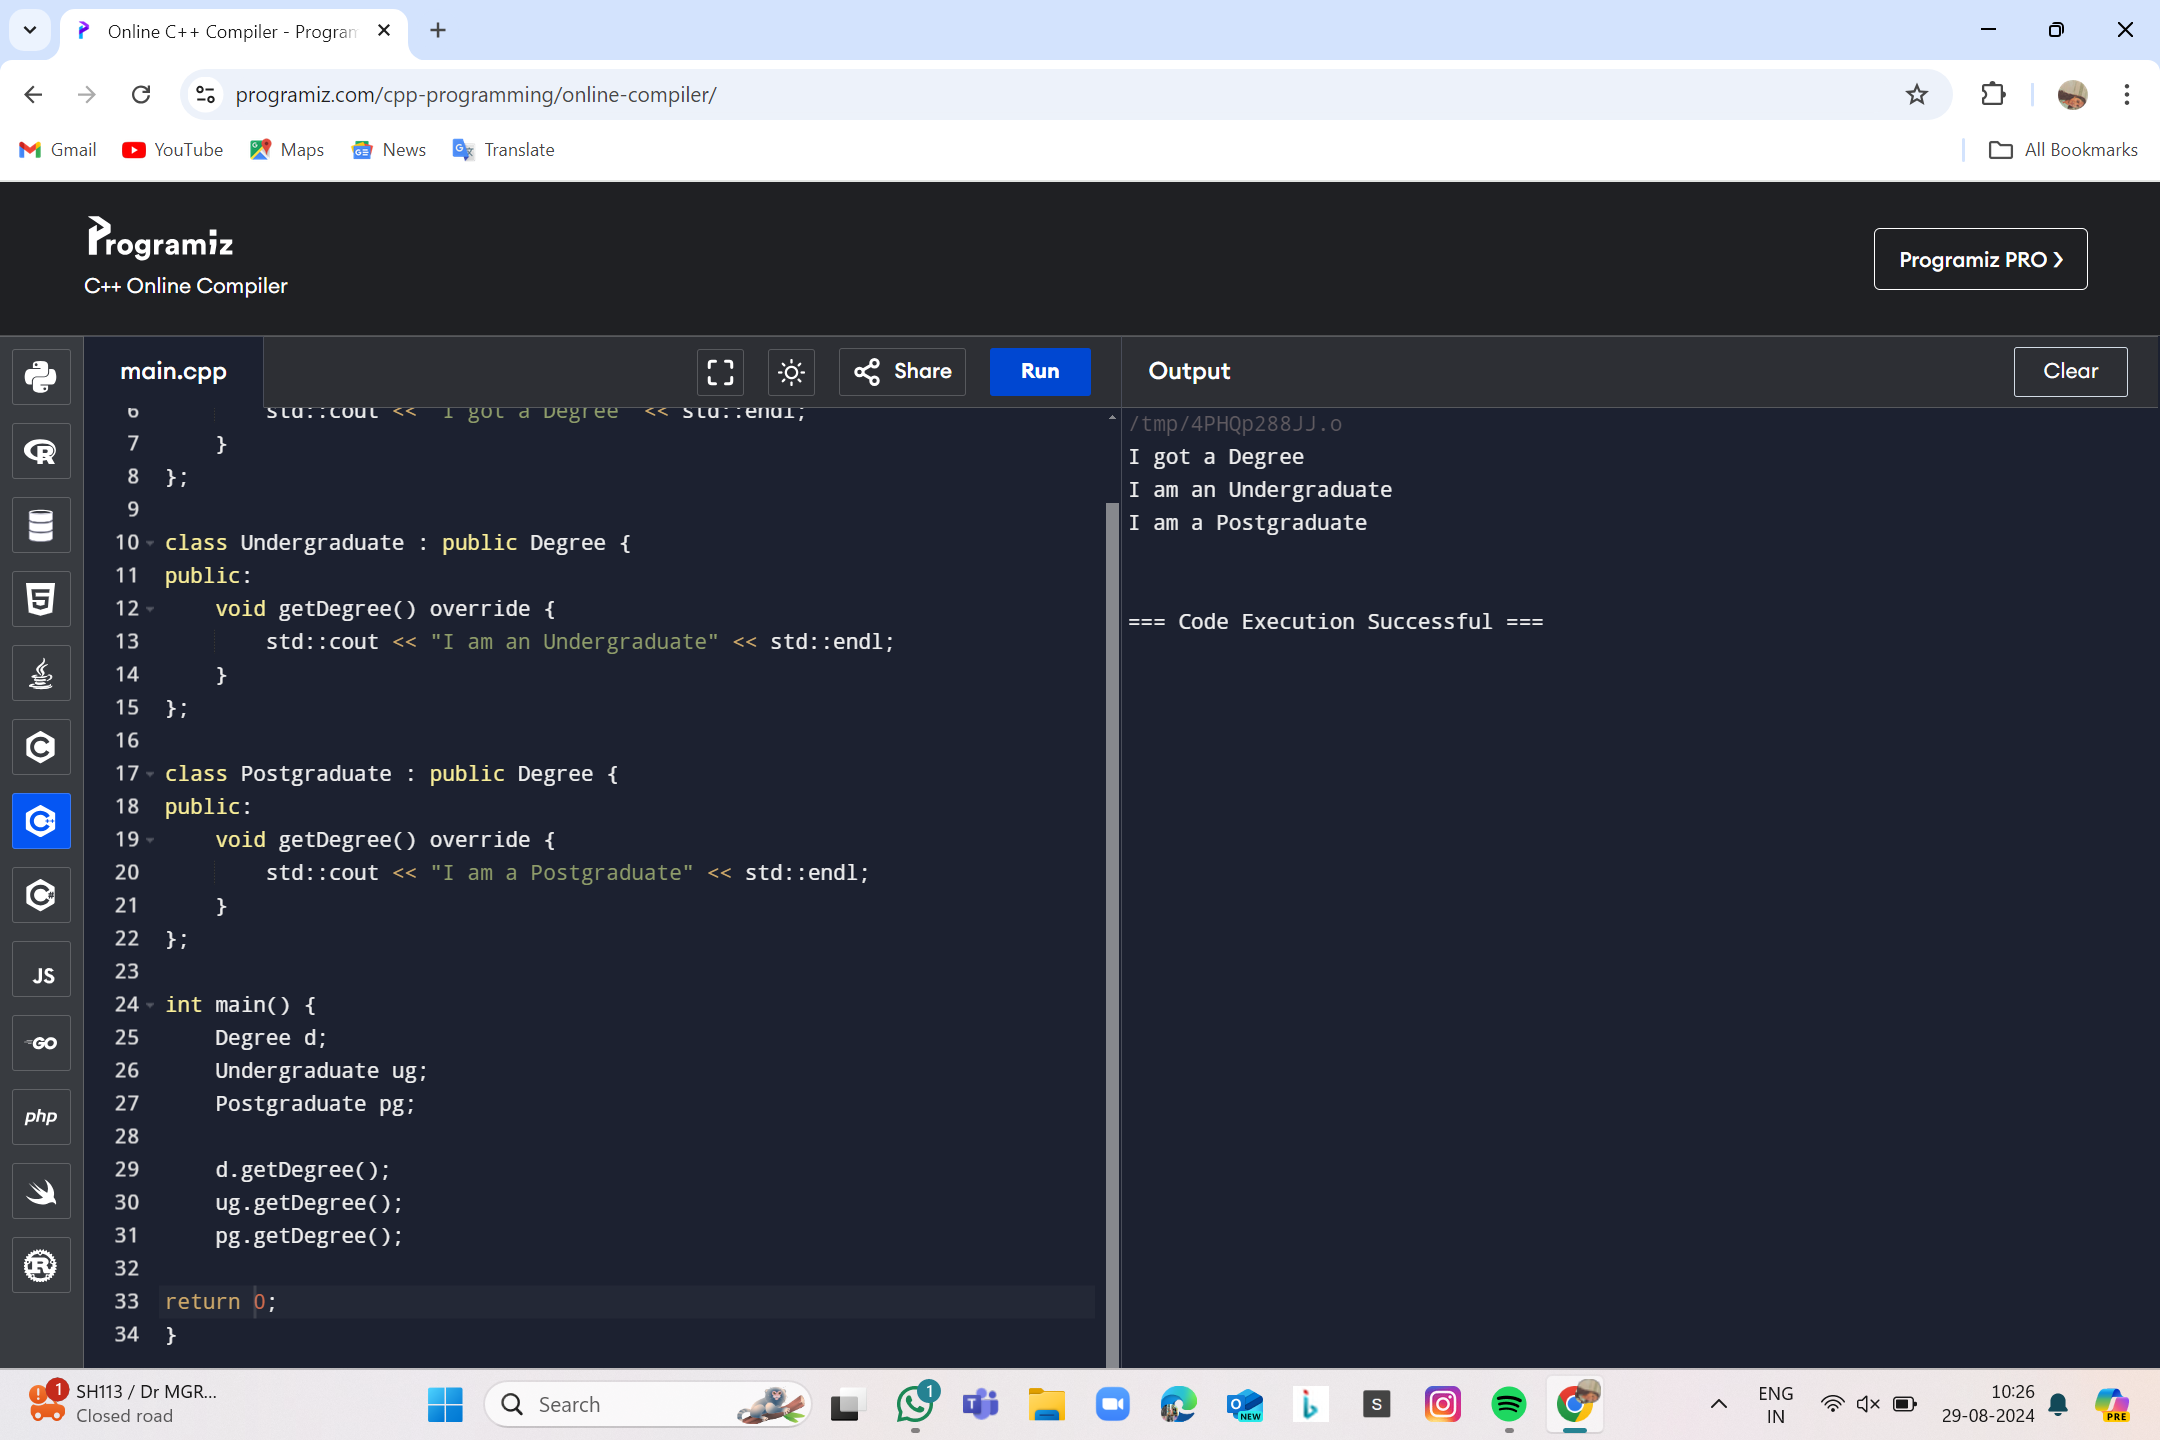 Online C++ Compiler - Program
programiz.com/cpp-programming/online-compiler/
Gmail YouTube Maps News Translate All Bookmarks
Programiz
C++ Online Compiler
Programiz PRO
main.cpp Share Run Output Clear
6 std::cout << "I got a Degree" << std::endl;
7 }
8 };
9
10 class Undergraduate : public Degree {
11 public:
12 void getDegree() override {
13 std::cout << "I am an Undergraduate" << std::endl;
14 }
15 };
16
17 class Postgraduate : public Degree {
18 public:
19 void getDegree() override {
20 std::cout << "I am a Postgraduate" << std::endl;
21 }
22 };
23
24 int main() {
25 Degree d;
26 Undergraduate ug;
27 Postgraduate pg;
28
29 d.getDegree();
30 ug.getDegree();
31 pg.getDegree();
32
33 return 0;
34 }
/tmp/4PHQp288JJ.o
I got a Degree
I am an Undergraduate
I am a Postgraduate
=== Code Execution Successful ===
JS
GO
php
1
SH113 / Dr MGR...
Closed road
Search
1
NEW
S
ENG
IN
10:26
29-08-2024
PRE